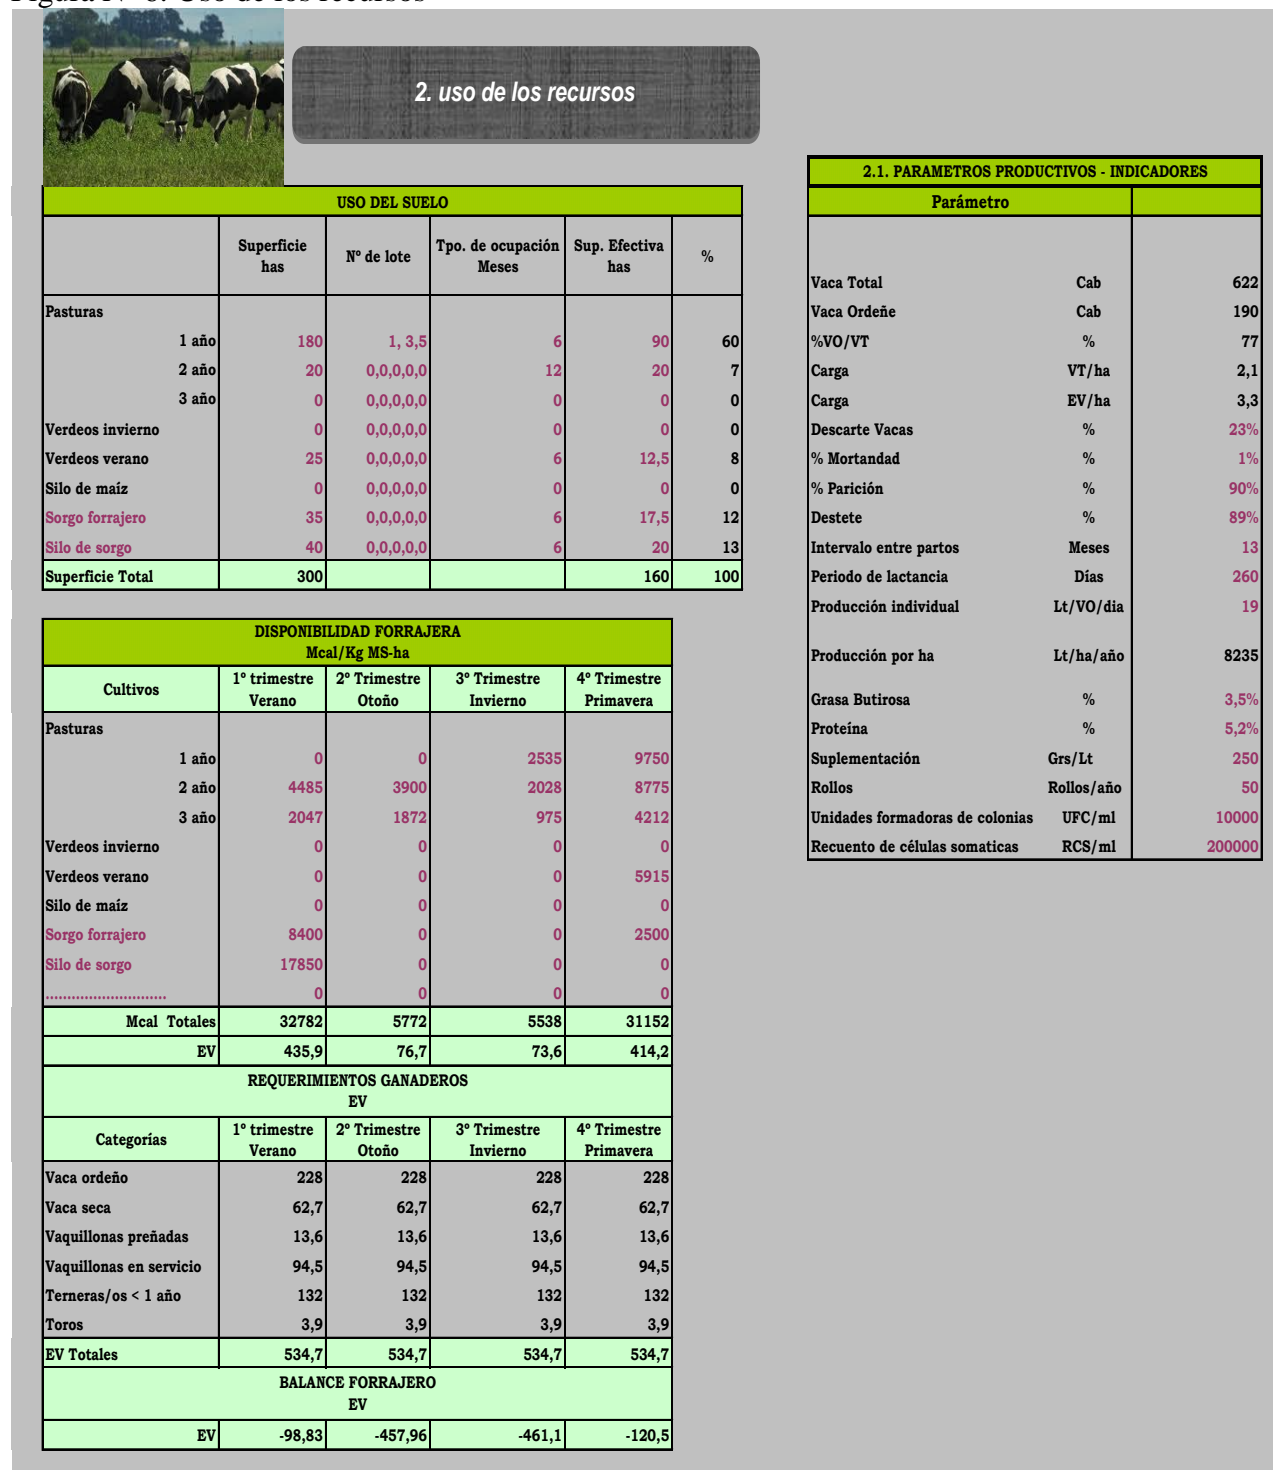 Figura Nº 6: Uso de los recursos
2. uso de los recursos
USO DEL SUELO
Superficie has Nº de lote Tpo. de ocupación Meses Sup. Efectiva has %
Pasturas
1 año 180 1, 3,5 6 90 60
2 año 20 0,0,0,0,0 12 20 7
3 año 0 0,0,0,0,0 0 0 0
Verdeos invierno 0 0,0,0,0,0 0 0 0
Verdeos verano 25 0,0,0,0,0 6 12,5 8
Silo de maíz 0 0,0,0,0,0 0 0 0
Sorgo forrajero 35 0,0,0,0,0 6 17,5 12
Silo de sorgo 40 0,0,0,0,0 6 20 13
Superficie Total 300 160 100
DISPONIBILIDAD FORRAJERA
Mcal/Kg MS-ha
Cultivos 1º trimestre Verano 2º Trimestre Otoño 3º Trimestre Invierno 4º Trimestre Primavera
Pasturas
1 año 0 0 2535 9750
2 año 4485 3900 2028 8775
3 año 2047 1872 975 4212
Verdeos invierno 0 0 0 0
Verdeos verano 0 0 0 5915
Silo de maíz 0 0 0 0
Sorgo forrajero 8400 0 0 2500
Silo de sorgo 17850 0 0 0
............................ 0 0 0 0
Mcal Totales 32782 5772 5538 31152
EV 435,9 76,7 73,6 414,2
REQUERIMIENTOS GANADEROS
EV
Categorías 1º trimestre Verano 2º Trimestre Otoño 3º Trimestre Invierno 4º Trimestre Primavera
Vaca ordeño 228 228 228 228
Vaca seca 62,7 62,7 62,7 62,7
Vaquillonas preñadas 13,6 13,6 13,6 13,6
Vaquillonas en servicio 94,5 94,5 94,5 94,5
Terneras/os < 1 año 132 132 132 132
Toros 3,9 3,9 3,9 3,9
EV Totales 534,7 534,7 534,7 534,7
BALANCE FORRAJERO
EV
EV -98,83 -457,96 -461,1 -120,5
2.1. PARAMETROS PRODUCTIVOS - INDICADORES
Parámetro
Vaca Total Cab 622
Vaca Ordeñe Cab 190
%VO/VT % 77
Carga VT/ha 2,1
Carga EV/ha 3,3
Descarte Vacas % 23%
% Mortandad % 1%
% Parición % 90%
Destete % 89%
Intervalo entre partos Meses 13
Periodo de lactancia Días 260
Producción individual Lt/VO/dia 19
Producción por ha Lt/ha/año 8235
Grasa Butirosa % 3,5%
Proteína % 5,2%
Suplementación Grs/Lt 250
Rollos Rollos/año 50
Unidades formadoras de colonias UFC/ml 10000
Recuento de células somaticas RCS/ml 200000